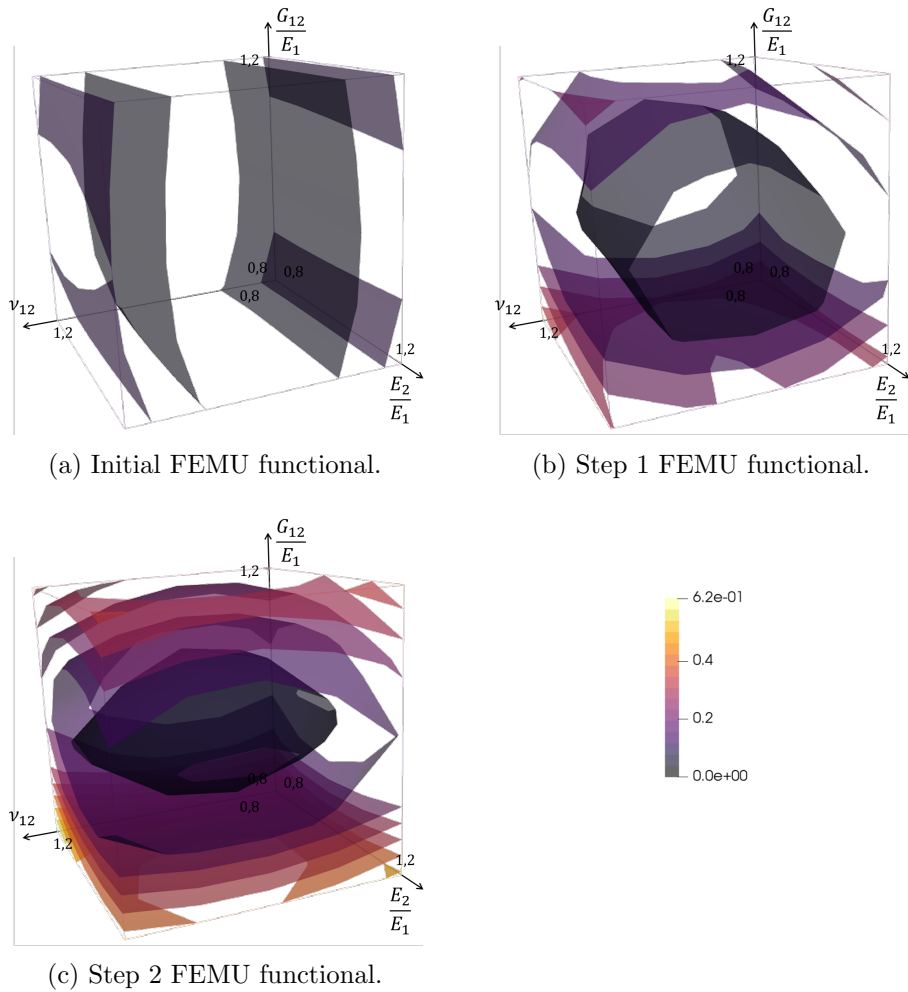 G₁₂
E₁
1,2
0,8
0,8
0,8
ν₁₂
1,2
1,2
E₂
E₁
(a) Initial FEMU functional.
G₁₂
E₁
1,2
0,8
0,8
0,8
ν₁₂
1,2
1,2
E₂
E₁
(b) Step 1 FEMU functional.
G₁₂
E₁
1,2
0,8
0,8
0,8
ν₁₂
1,2
1,2
E₂
E₁
(c) Step 2 FEMU functional.
6.2e-01
0.4
0.2
0.0e+00